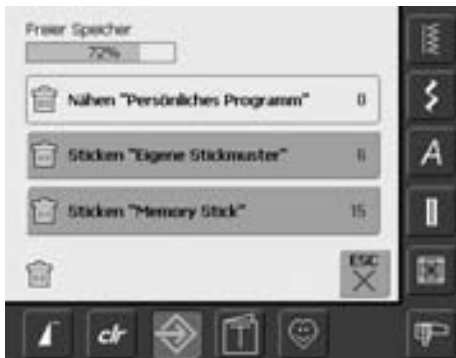 Freier Speicher
72%
Nähen "Persönliches Programm" 0
Sticken "Eigene Stickmuster" 6
Sticken "Memory Stick" 15
ESC
A
clr